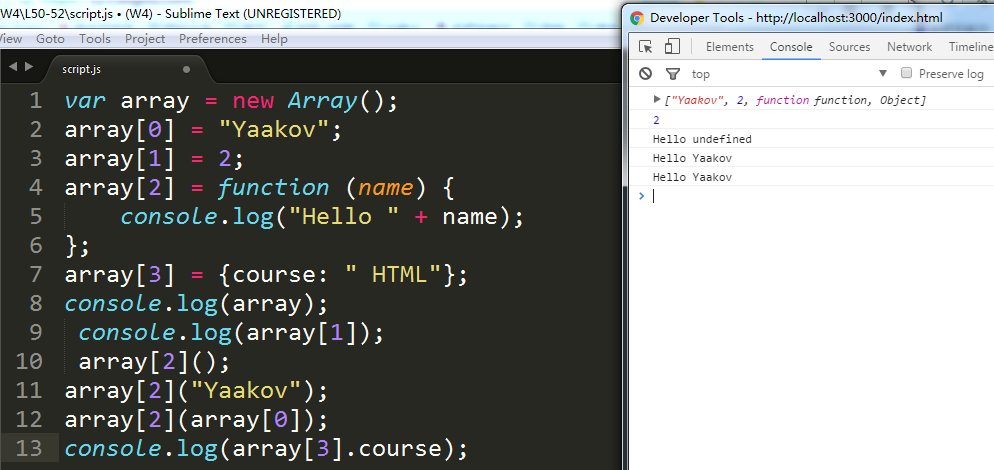 W4\L50-52\script.js • (W4) - Sublime Text (UNREGISTERED)
View Goto Tools Project Preferences Help
script.js
1 var array = new Array();
2 array[0] = "Yaakov";
3 array[1] = 2;
4 array[2] = function (name) {
5 console.log("Hello " + name);
6 };
7 array[3] = {course: " HTML"};
8 console.log(array);
9 console.log(array[1]);
10 array[2]();
11 array[2]("Yaakov");
12 array[2](array[0]);
13 console.log(array[3].course);
Developer Tools - http://localhost:3000/index.html
Elements Console Sources Network Timeline
top Preserve log
["Yaakov", 2, function function, Object]
2
Hello undefined
Hello Yaakov
Hello Yaakov
>